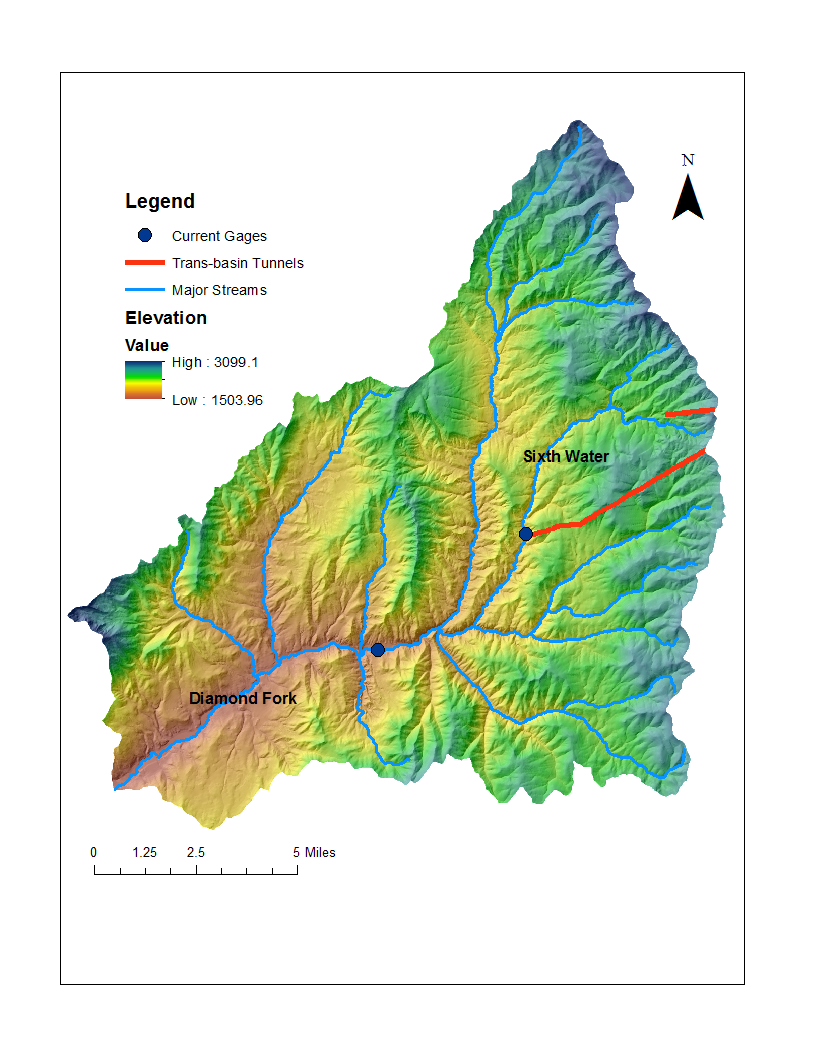 N
Legend
Current Gages
Trans-basin Tunnels
Major Streams
Elevation
Value
High : 3099.1
Low : 1503.96
Sixth Water
Diamond Fork
0 1.25 2.5 5 Miles